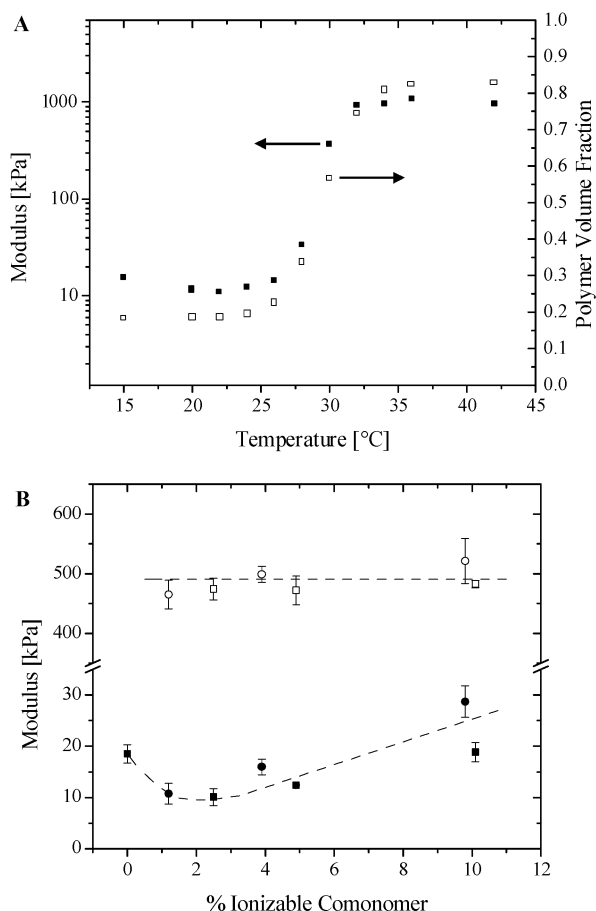 A
1.0
0.9
1000
0.8
0.7
Modulus [kPa]
100
0.6
Polymer Volume Fraction
0.5
0.4
10
0.3
0.2
0.1
0.0
15 20 25 30 35 40 45
Temperature [°C]
B
600
500
400
Modulus [kPa]
30
20
10
0
0 2 4 6 8 10 12
% Ionizable Comonomer